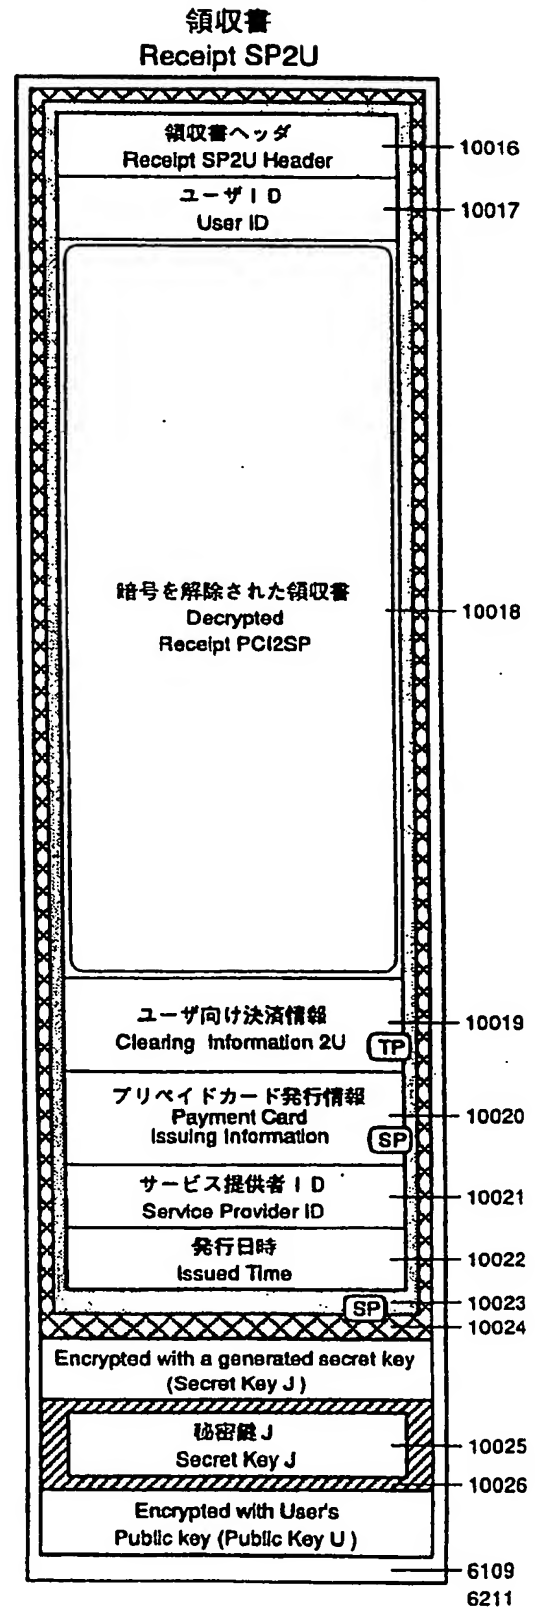 領収書
Receipt SP2U
領収書ヘッダ
Receipt SP2U Header
10016
ユーザID
User ID
10017
暗号を解除された領収書
Decrypted
Receipt PCI2SP
10018
ユーザ向け決済情報
Clearing Information 2U
TP
10019
プリペイドカード発行情報
Payment Card
Issuing Information
SP
10020
サービス提供者ID
Service Provider ID
10021
発行日時
Issued Time
10022
SP
10023
10024
Encrypted with a generated secret key
(Secret Key J)
秘密鍵J
Secret Key J
10025
10026
Encrypted with User's
Public key (Public Key U)
6109
6211